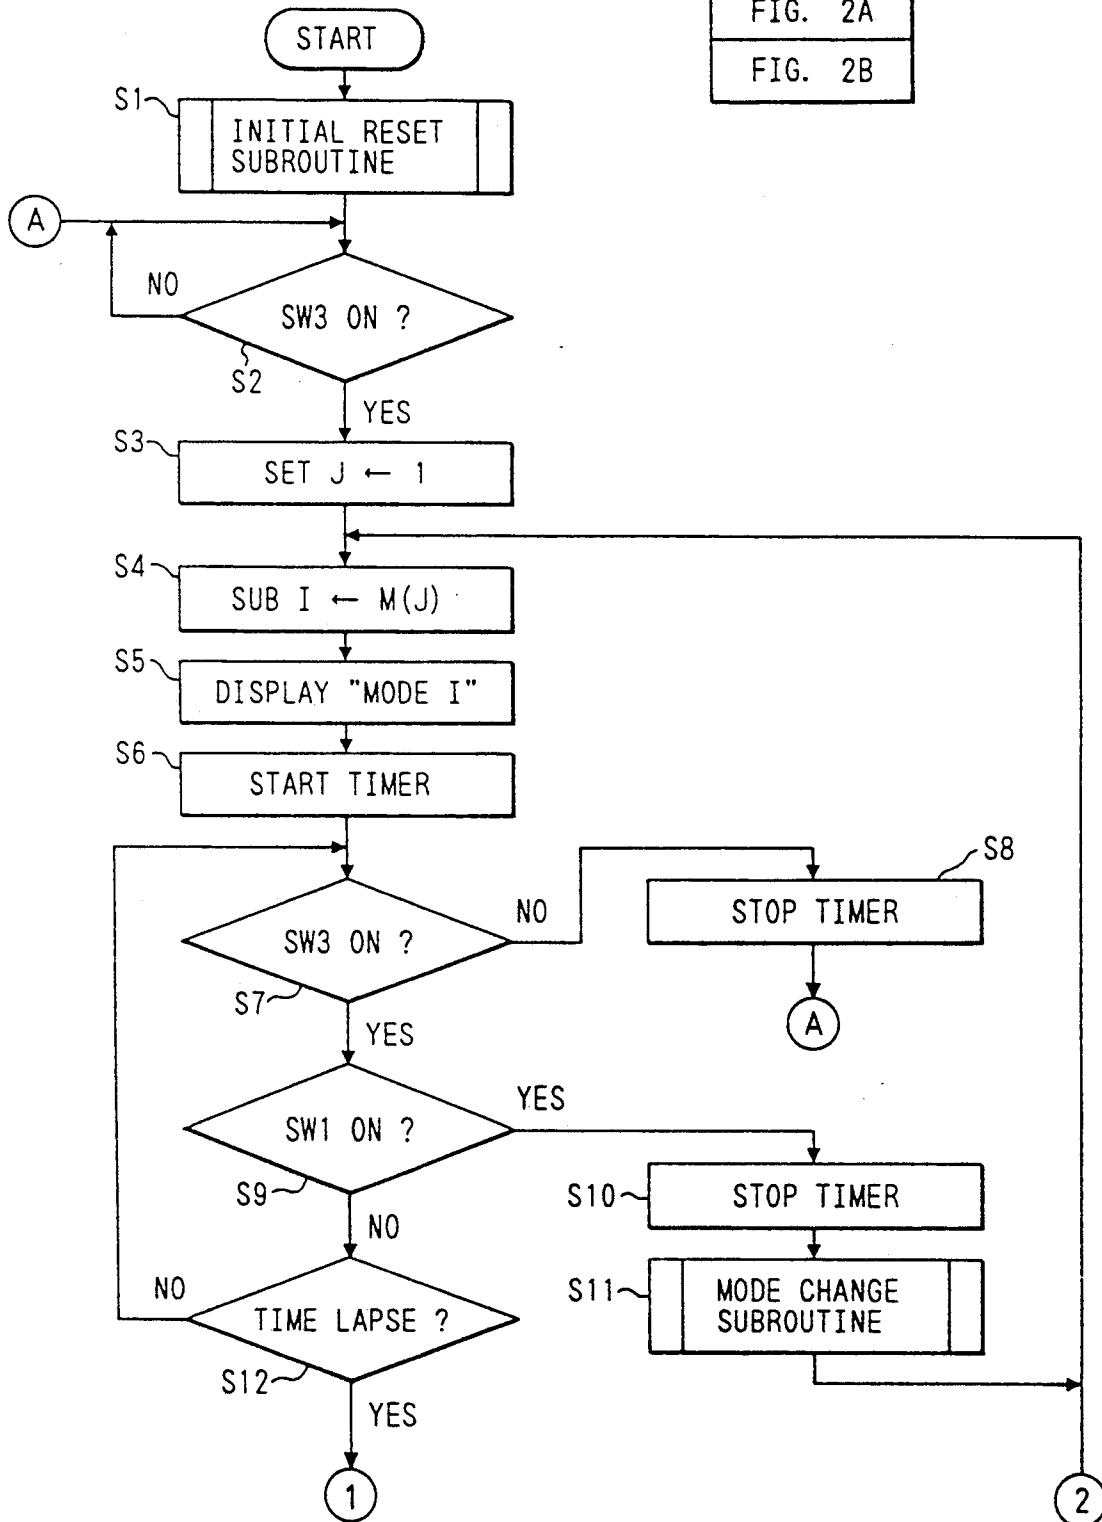 FIG. 2A
FIG. 2B
START
S1
INITIAL RESET
SUBROUTINE
A
NO
SW3 ON ?
S2
YES
S3
SET J ← 1
S4
SUB I ← M(J)
S5
DISPLAY "MODE I"
S6
START TIMER
S8
STOP TIMER
NO
SW3 ON ?
S7
A
YES
YES
SW1 ON ?
S9
S10
STOP TIMER
NO
S11
MODE CHANGE
SUBROUTINE
NO
TIME LAPSE ?
S12
YES
1
2